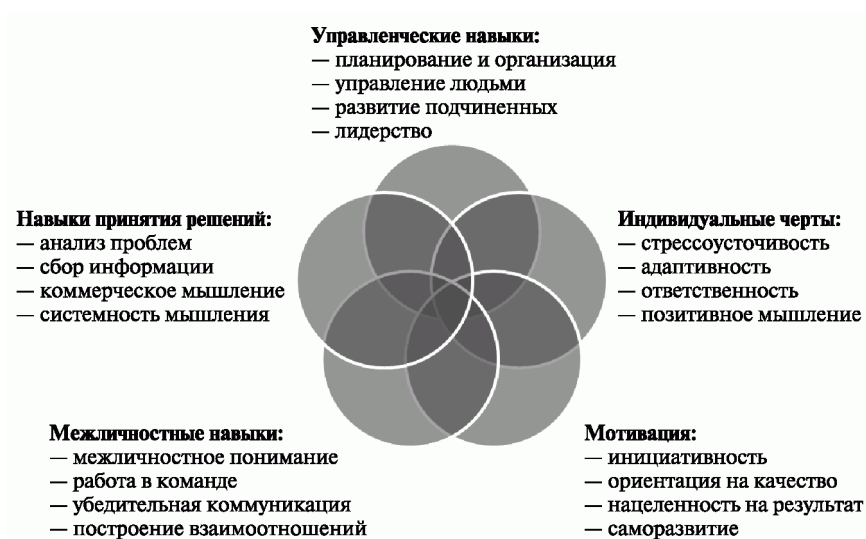 Управленческие навыки:
— планирование и организация
— управление людьми
— развитие подчиненных
— лидерство
Навыки принятия решений:
— анализ проблем
— сбор информации
— коммерческое мышление
— системность мышления
Индивидуальные черты:
— стрессоусточивость
— адаптивность
— ответственность
— позитивное мышление
Межличностные навыки:
— межличностное понимание
— работа в команде
— убедительная коммуникация
— построение взаимоотношений
Мотивация:
— инициативность
— ориентация на качество
— нацеленность на результат
— саморазвитие